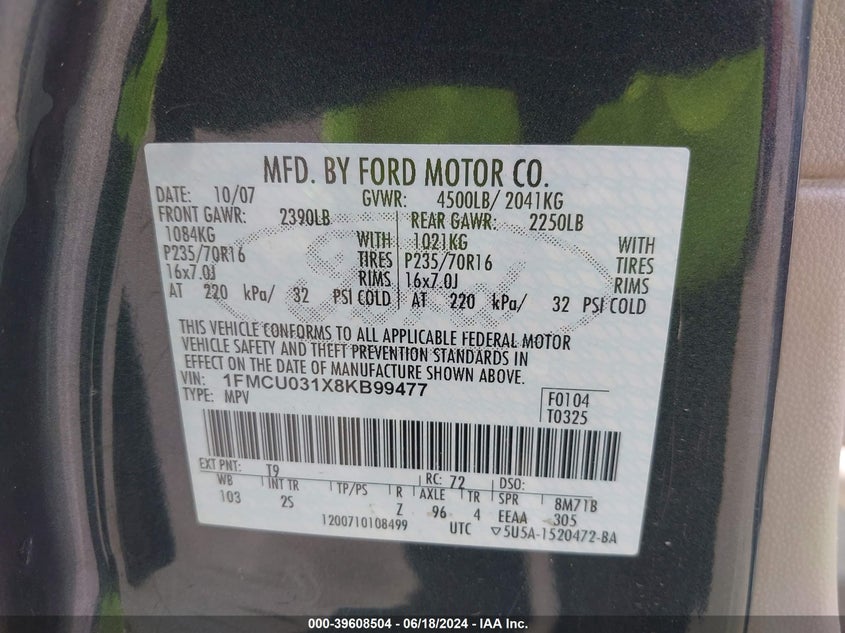 MFD. BY FORD MOTOR CO.
DATE: 10/07 GVWR: 4500LB/ 2041KG
FRONT GAWR: 2390LB REAR GAWR: 2250LB
1084KG WITH 1021KG WITH
P235/70R16 TIRES P235/70R16 TIRES
16x7.0J RIMS 16x7.0J RIMS
AT 220 kPa/ 32 PSI COLD AT 220 kPa/ 32 PSI COLD
THIS VEHICLE CONFORMS TO ALL APPLICABLE FEDERAL MOTOR
VEHICLE SAFETY AND THEFT PREVENTION STANDARDS IN
EFFECT ON THE DATE OF MANUFACTURE SHOWN ABOVE.
VIN: 1FMCU031X8KB99477
TYPE: MPV
F0104
T0325
EXT PNT: T9 RC: 72 DSO:
WB INT TR TP/PS R AXLE TR SPR 8M71B
103 2S Z 96 4 EEAA 305
1200710108499 UTC ▽5U5A-1520472-BA
000-39608504 - 06/18/2024 - IAA Inc.